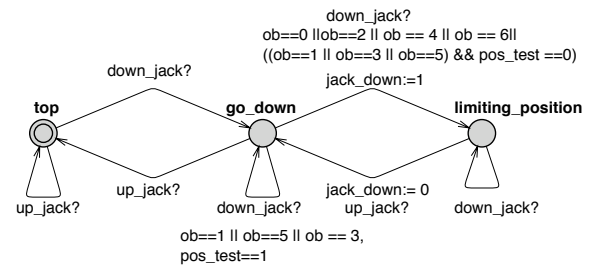 down_jack?
ob==0 ||ob==2 || ob == 4 || ob == 6||
((ob==1 || ob==3 || ob==5) && pos_test ==0)
down_jack?
jack_down:=1
top
go_down
limiting_position
up_jack?
up_jack?
down_jack?
jack_down:= 0
up_jack?
down_jack?
ob==1 || ob==5 || ob == 3,
pos_test==1